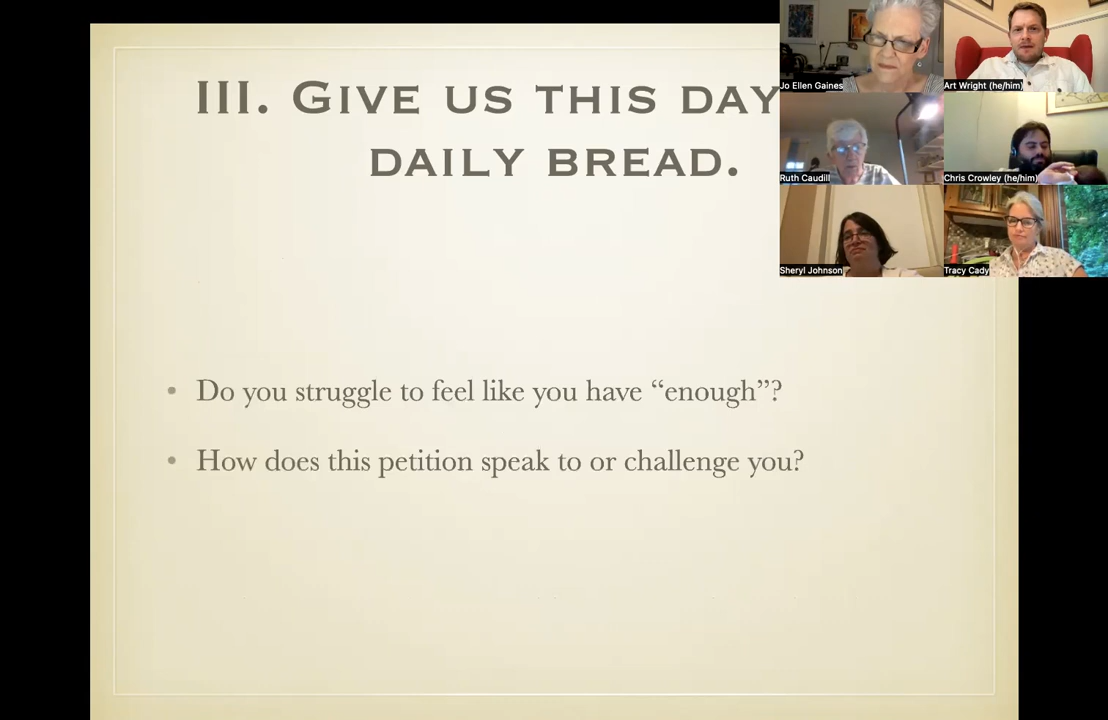 III. GIVE US THIS DAY
DAILY BREAD.
• Do you struggle to feel like you have “enough”?
• How does this petition speak to or challenge you?
Jo Ellen Gaines
Art Wright (he/him)
Ruth Caudill
Chris Crowley (he/him)
Sheryl Johnson
Tracy Cady